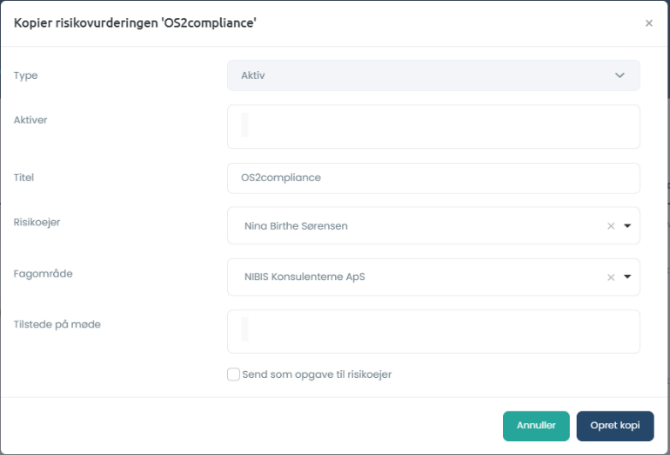 Kopier risikovurderingen 'OS2compliance'
×
Type
Aktiv
Aktiver
Titel
OS2compliance
Risikoejer
Nina Birthe Sørensen
×
Fagområde
NIBIS Konsulenterne ApS
×
Tilstede på møde
Send som opgave til risikoejer
Annuller
Opret kopi